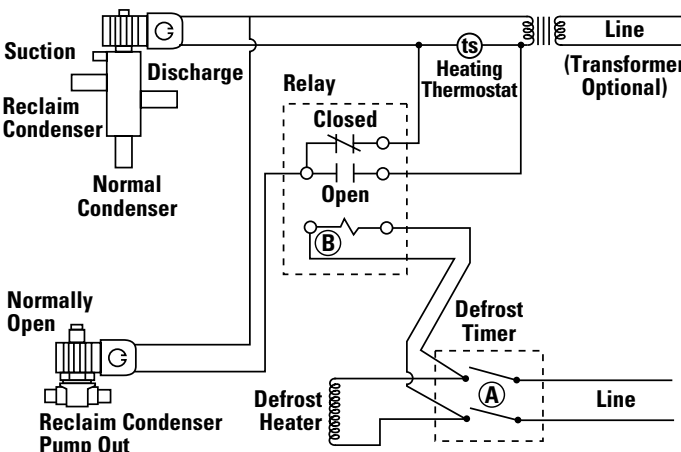 Suction
Discharge
Reclaim
Condenser
Normal
Condenser
ts
Heating
Thermostat
Line
(Transformer
Optional)
Relay
Closed
Open
B
Normally
Open
Reclaim Condenser
Pump Out
Defrost
Timer
Defrost
Heater
A
Line